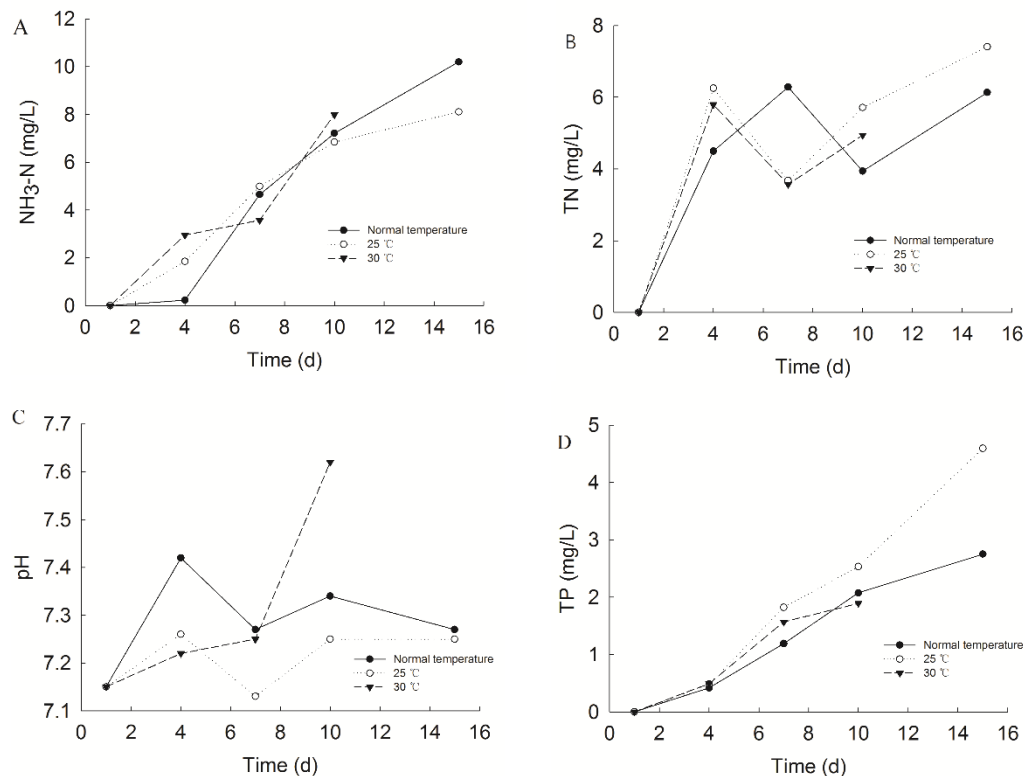 A
NH3-N (mg/L)
12
10
8
6
4
2
0
0 2 4 6 8 10 12 14 16
Time (d)
Normal temperature
25 ℃
30 ℃
B
TN (mg/L)
8
6
4
2
0
0 2 4 6 8 10 12 14 16
Time (d)
Normal temperature
25 ℃
30 ℃
C
pH
7.7
7.6
7.5
7.4
7.3
7.2
7.1
0 2 4 6 8 10 12 14 16
Time (d)
Normal temperature
25 ℃
30 ℃
D
TP (mg/L)
5
4
3
2
1
0
0 2 4 6 8 10 12 14 16
Time (d)
Normal temperature
25 ℃
30 ℃